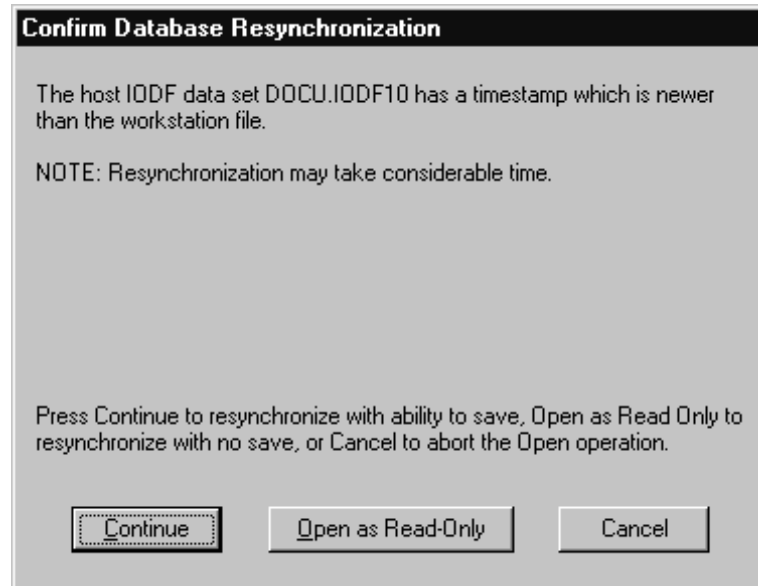 Confirm Database Resynchronization
The host IODF data set DOCU.IODF10 has a timestamp which is newer
than the workstation file.
NOTE: Resynchronization may take considerable time.
Press Continue to resynchronize with ability to save, Open as Read Only to
resynchronize with no save, or Cancel to abort the Open operation.
Continue Open as Read-Only Cancel